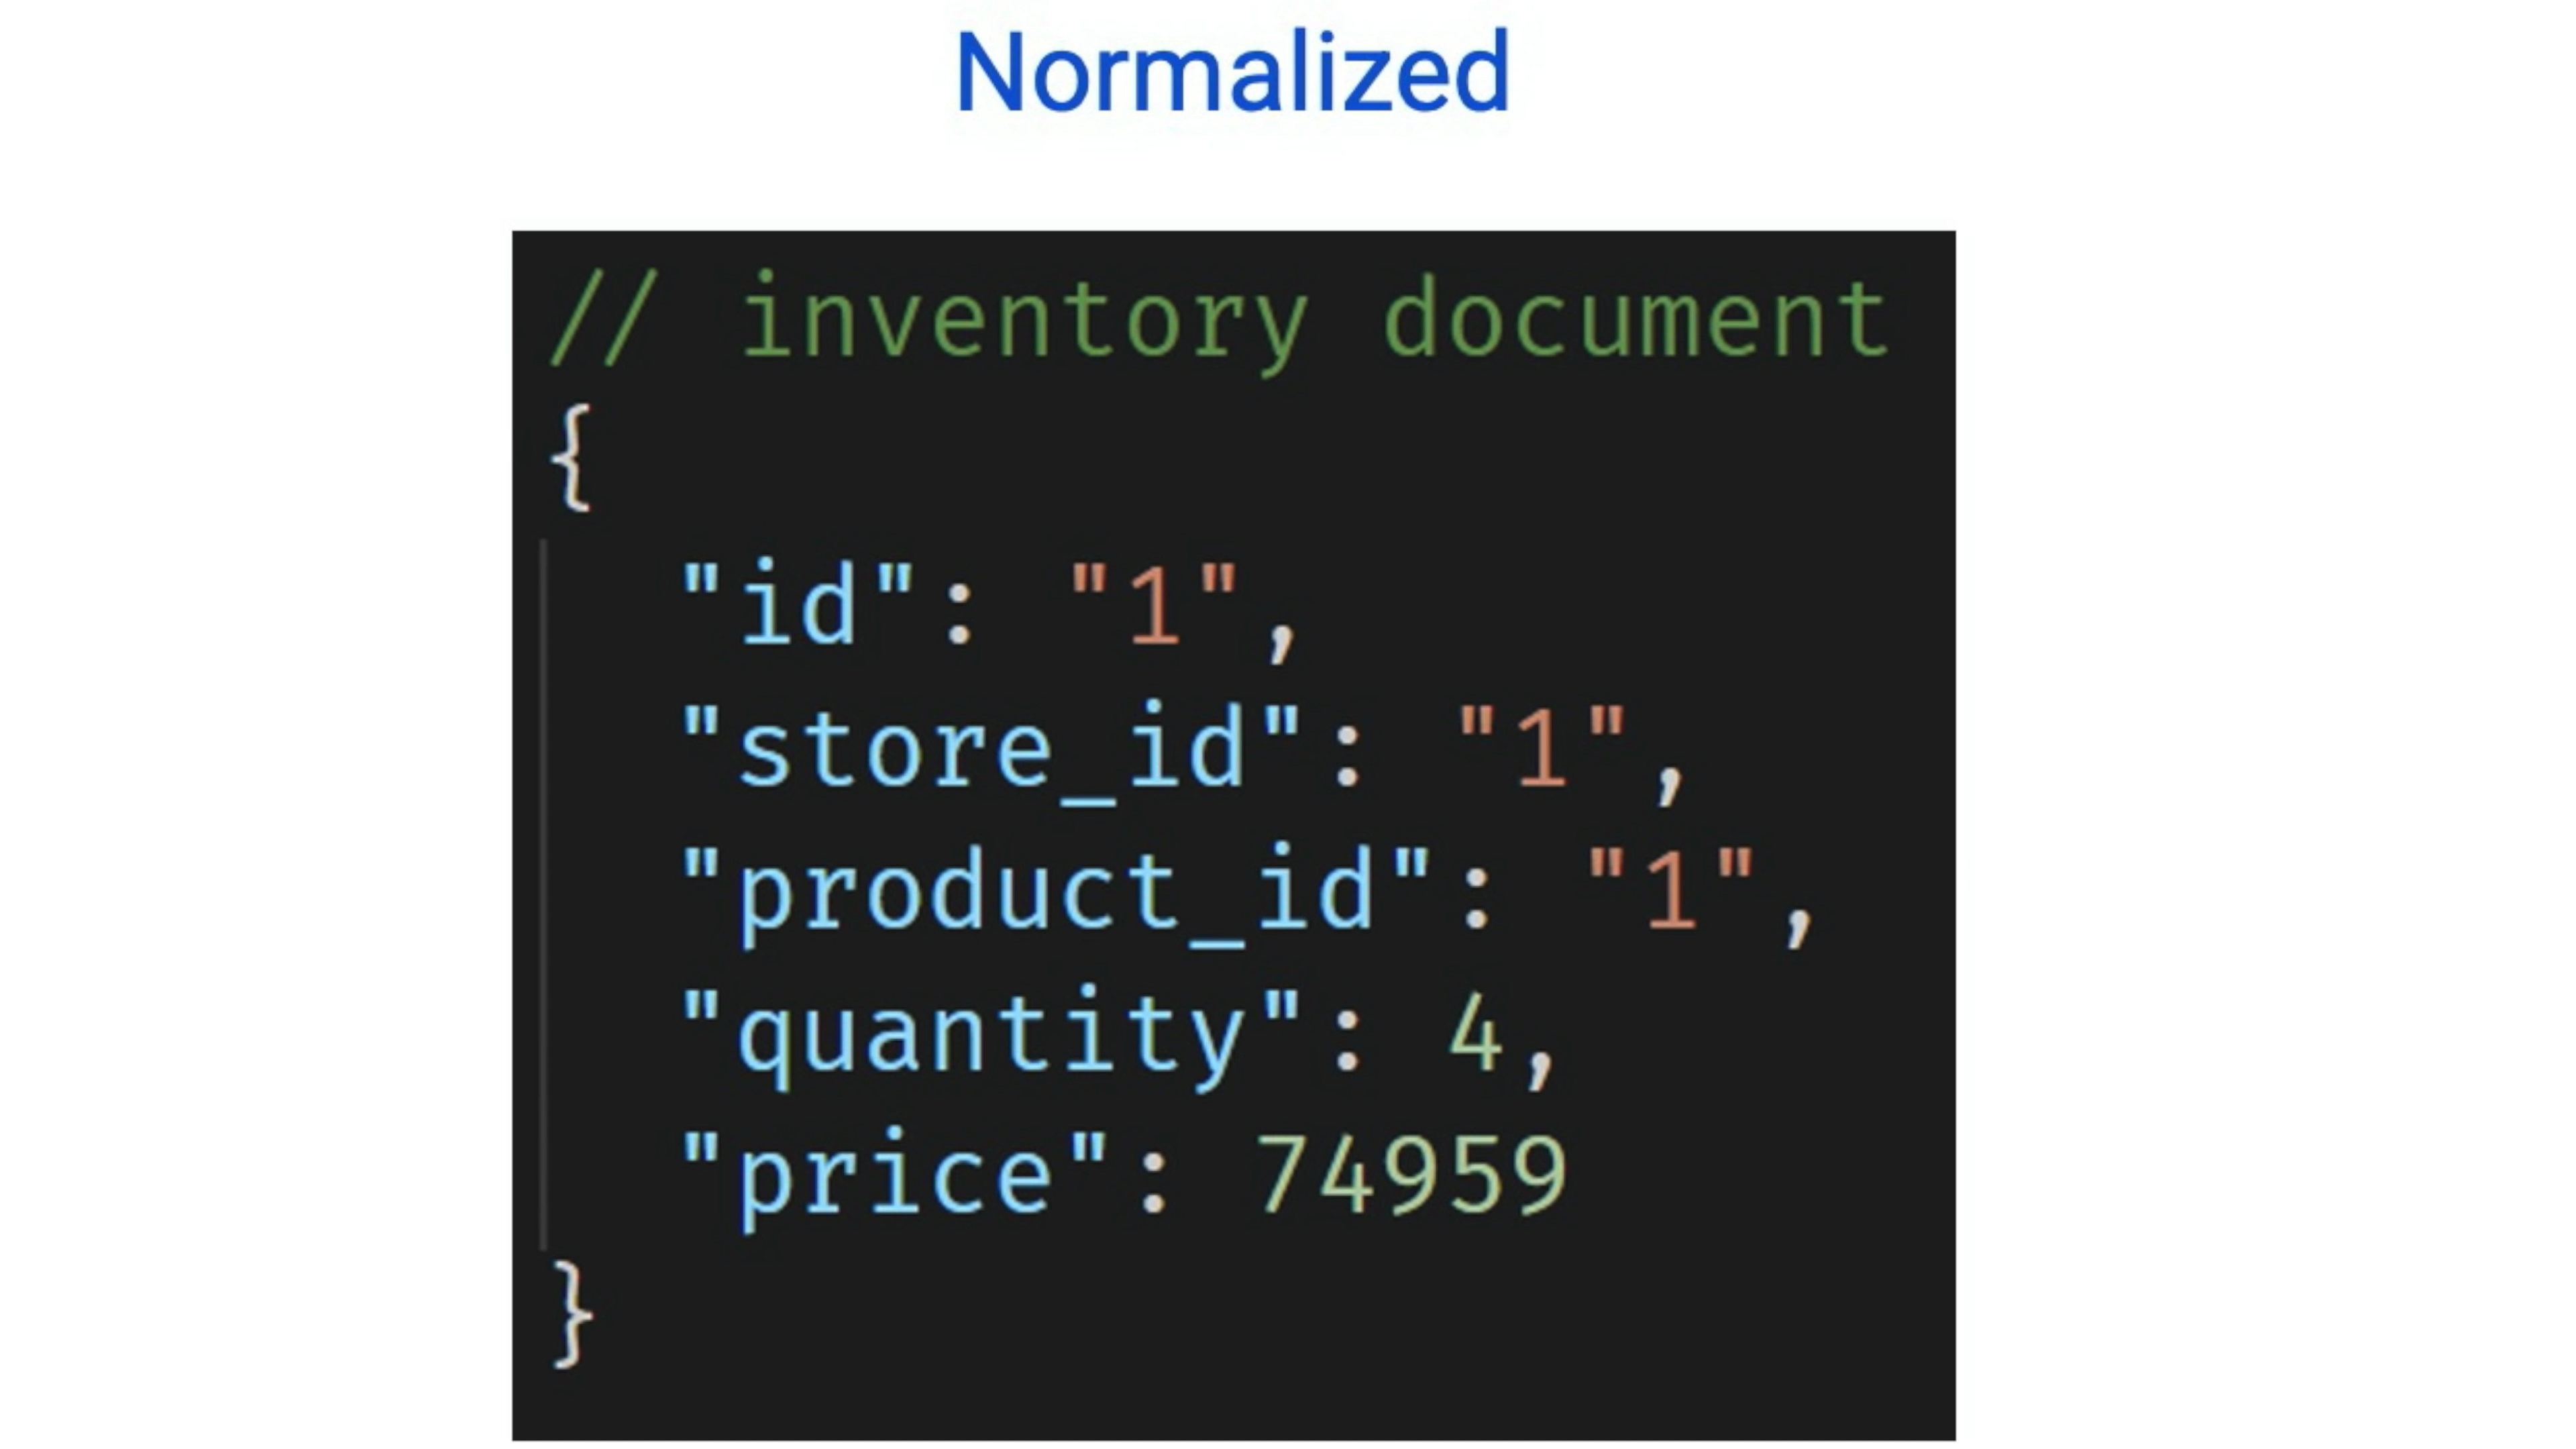 Normalized
// inventory document
{
"id": "1",
"store_id": "1",
"product_id": "1",
"quantity": 4,
"price": 74959
}